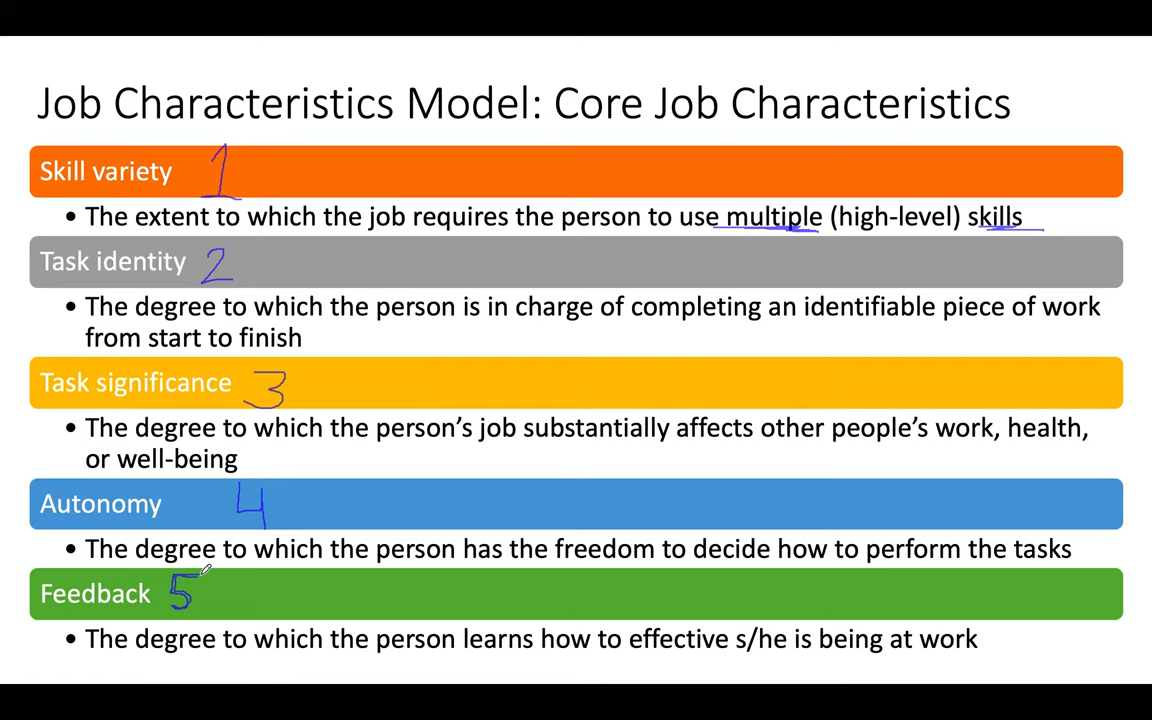 Job Characteristics Model: Core Job Characteristics
Skill variety 1
• The extent to which the job requires the person to use multiple (high-level) skills
Task identity 2
• The degree to which the person is in charge of completing an identifiable piece of work
from start to finish
Task significance 3
• The degree to which the person's job substantially affects other people's work, health,
or well-being
Autonomy 4
• The degree to which the person has the freedom to decide how to perform the tasks
Feedback 5
• The degree to which the person learns how to effective s/he is being at work